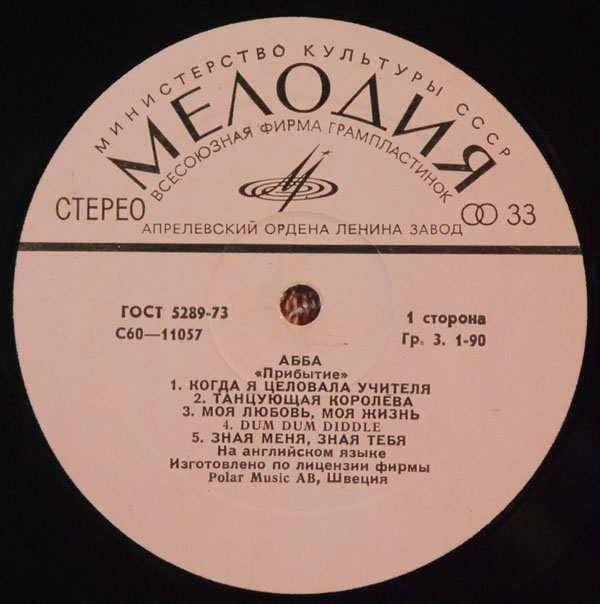 МИНИСТЕРСТВО КУЛЬТУРЫ СССР
МЕЛОДИЯ
ВСЕСОЮЗНАЯ ФИРМА ГРАМПЛАСТИНОК
СТЕРЕО
33
АПРЕЛЕВСКИЙ ОРДЕНА ЛЕНИНА ЗАВОД
ГОСТ 5289-73
С60—11057
1 сторона
Гр. 3. 1-90
АББА
«Прибытие»
1. КОГДА Я ЦЕЛОВАЛА УЧИТЕЛЯ
2. ТАНЦУЮЩАЯ КОРОЛЕВА
3. МОЯ ЛЮБОВЬ, МОЯ ЖИЗНЬ
4. DUM DUM DIDDLE
5. ЗНАЯ МЕНЯ, ЗНАЯ ТЕБЯ
На английском языке
Изготовлено по лицензии фирмы
Polar Music AB, Швеция